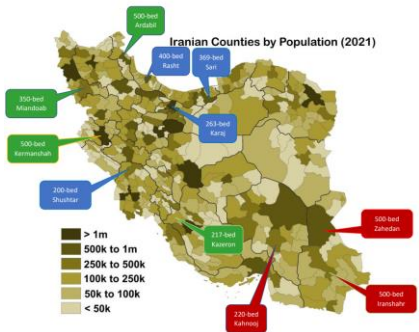 500-bed
Ardabil
Iranian Counties by Population (2021)
400-bed
Rasht
369-bed
Sari
350-bed
Miandoab
263-bed
Karaj
500-bed
Kermanshah
200-bed
Shushtar
500-bed
Zahedan
217-bed
Kazeron
> 1m
500k to 1m
250k to 500k
100k to 250k
50k to 100k
< 50k
500-bed
Iranshahr
220-bed
Kahnooj